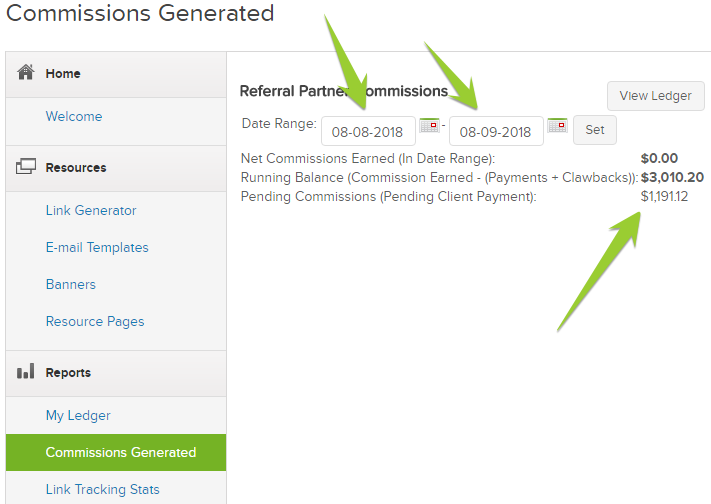 Commissions Generated
Home
Welcome
Resources
Link Generator
E-mail Templates
Banners
Resource Pages
Reports
My Ledger
Commissions Generated
Link Tracking Stats
Referral Partner Commissions
View Ledger
Date Range: 08-08-2018 - 08-09-2018 Set
Net Commissions Earned (In Date Range): $0.00
Running Balance (Commission Earned - (Payments + Clawbacks)): $3,010.20
Pending Commissions (Pending Client Payment): $1,191.12